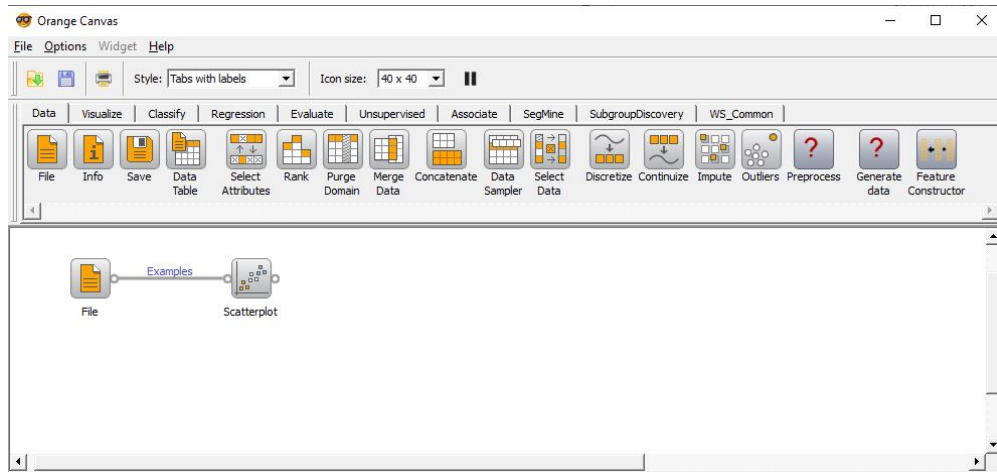 Orange Canvas
File Options Widget Help
Style: Tabs with labels Icon size: 40 x 40
Data Visualize Classify Regression Evaluate Unsupervised Associate SegMine SubgroupDiscovery WS_Common
File Info Save Data Select Rank Purge Merge Concatenate Data Select Discretize Continuize Impute Outliers Preprocess Generate Feature
Table Attributes Domain Data Sampler Data data Constructor
Examples
File Scatterplot